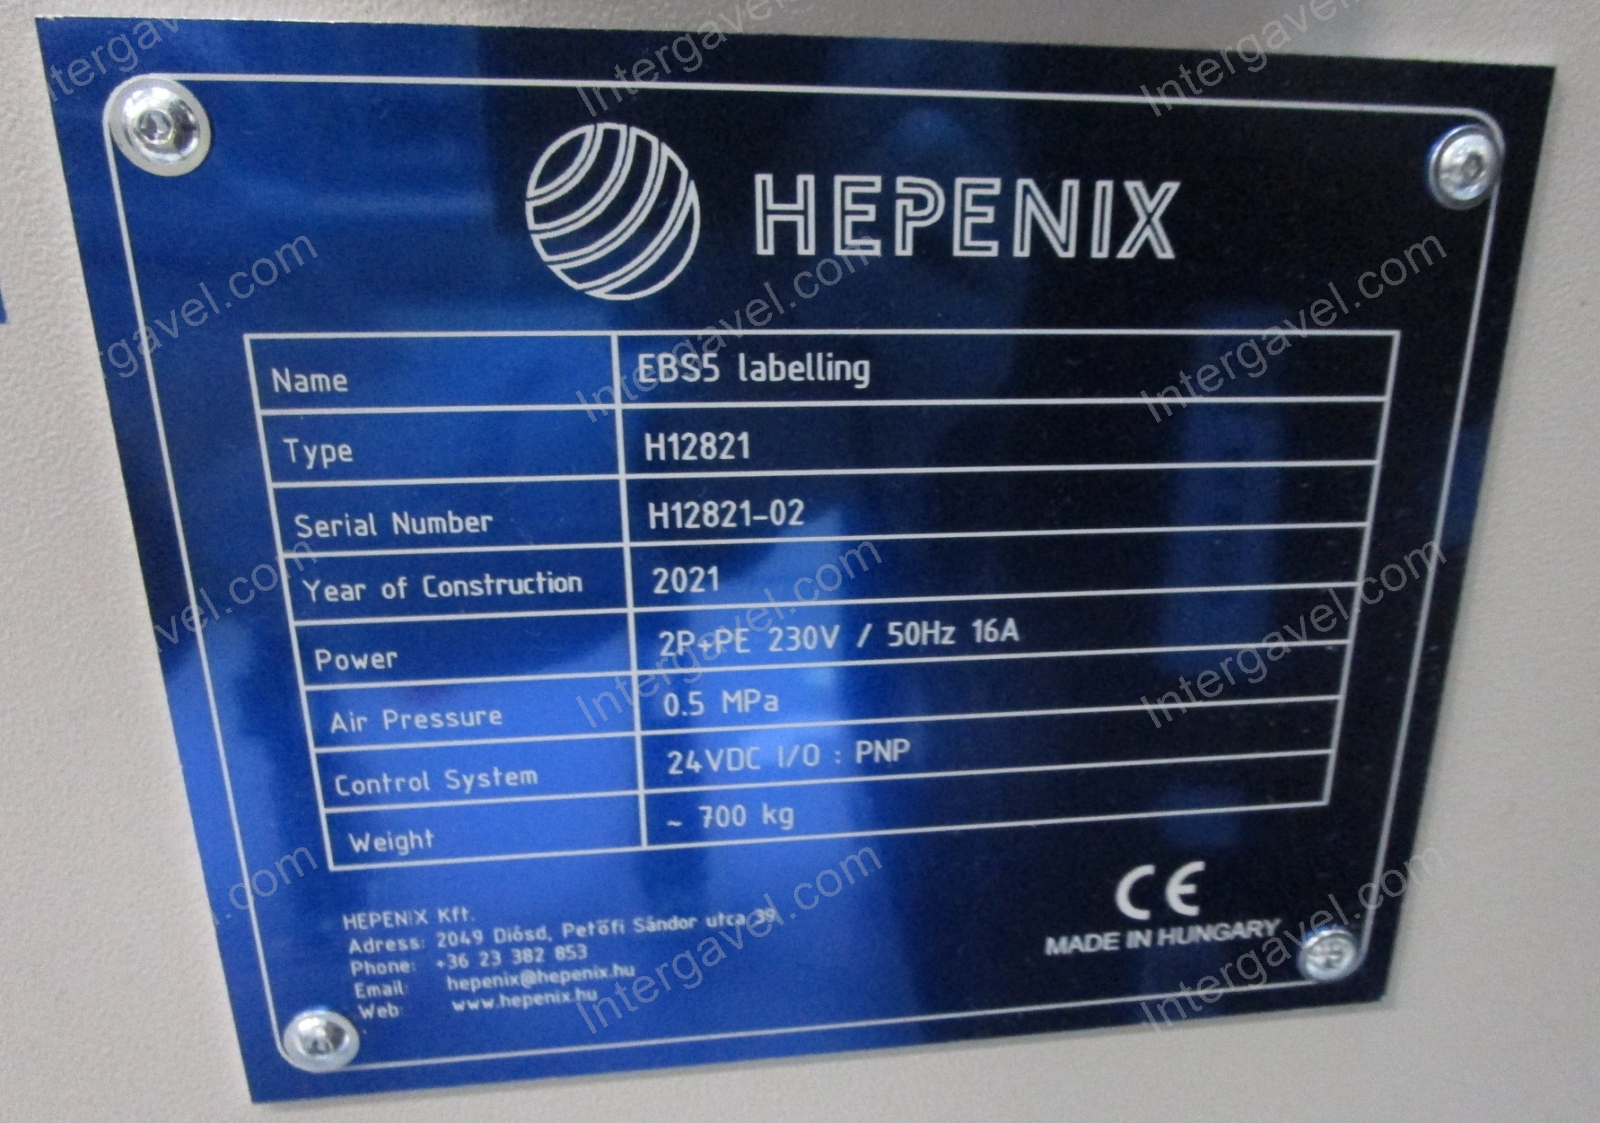 HEPENIX
Name EBS5 labelling
Type H12821
Serial Number H12821-02
Year of Construction 2021
Power 2P+PE 230V / 50Hz 16A
Air Pressure 0.5 MPa
Control System 24VDC I/O : PNP
Weight ~ 700 kg
HEPENIX Kft.
Adress: 2049 Diósd, Petőfi Sándor utca 39.
Phone: +36 23 382 853
Email: hepenix@hepenix.hu
Web: www.hepenix.hu
CE
MADE IN HUNGARY
Intergavel.com